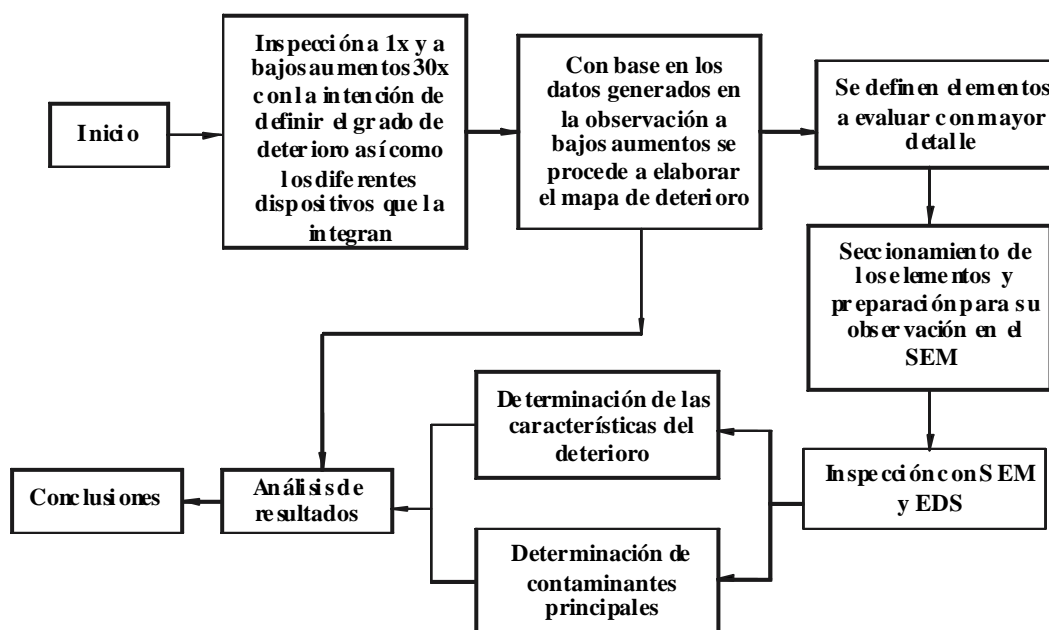 Inicio
Inspección a 1x y a
bajos aumentos 30x
con la intención de
definir el grado de
deterioro así como
los diferentes
dispositivos que la
integran
Con base en los
datos generados en
la observación a
bajos aumentos se
procede a elaborar
el mapa de deterioro
Se definen elementos
a evaluar con mayor
detalle
Seccionamiento de
los elementos y
preparación para su
observación en el
SEM
Inspección con SEM
y EDS
Determinación de las
características del
deterioro
Determinación de
contaminantes
principales
Análisis de
resultados
Conclusiones